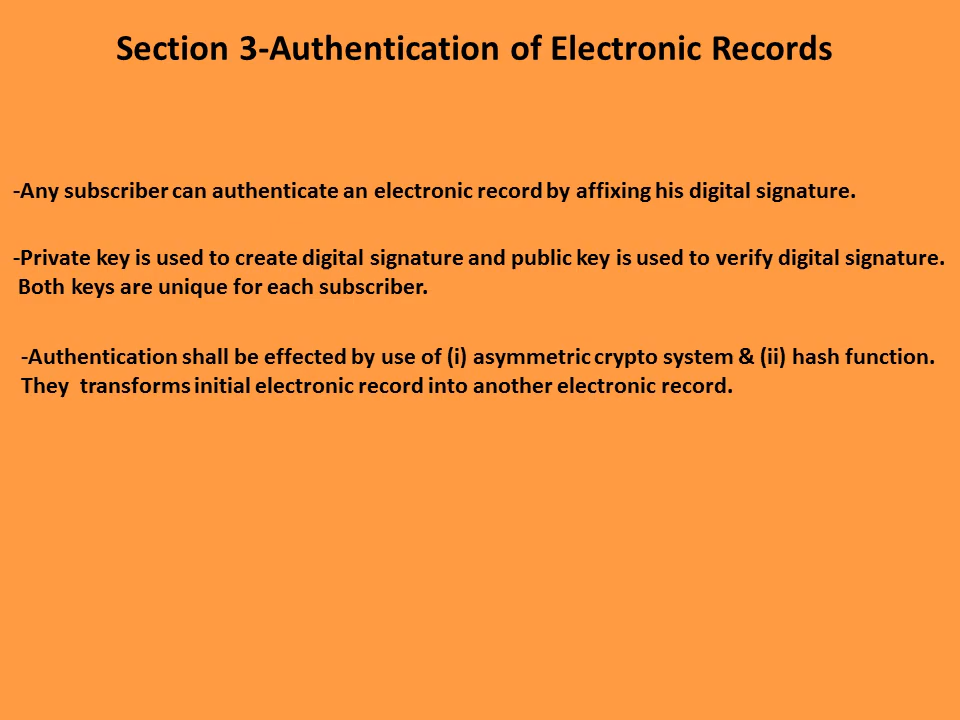 Section 3-Authentication of Electronic Records
-Any subscriber can authenticate an electronic record by affixing his digital signature.
-Private key is used to create digital signature and public key is used to verify digital signature.
Both keys are unique for each subscriber.
-Authentication shall be effected by use of (i) asymmetric crypto system & (ii) hash function.
They  transforms initial electronic record into another electronic record.